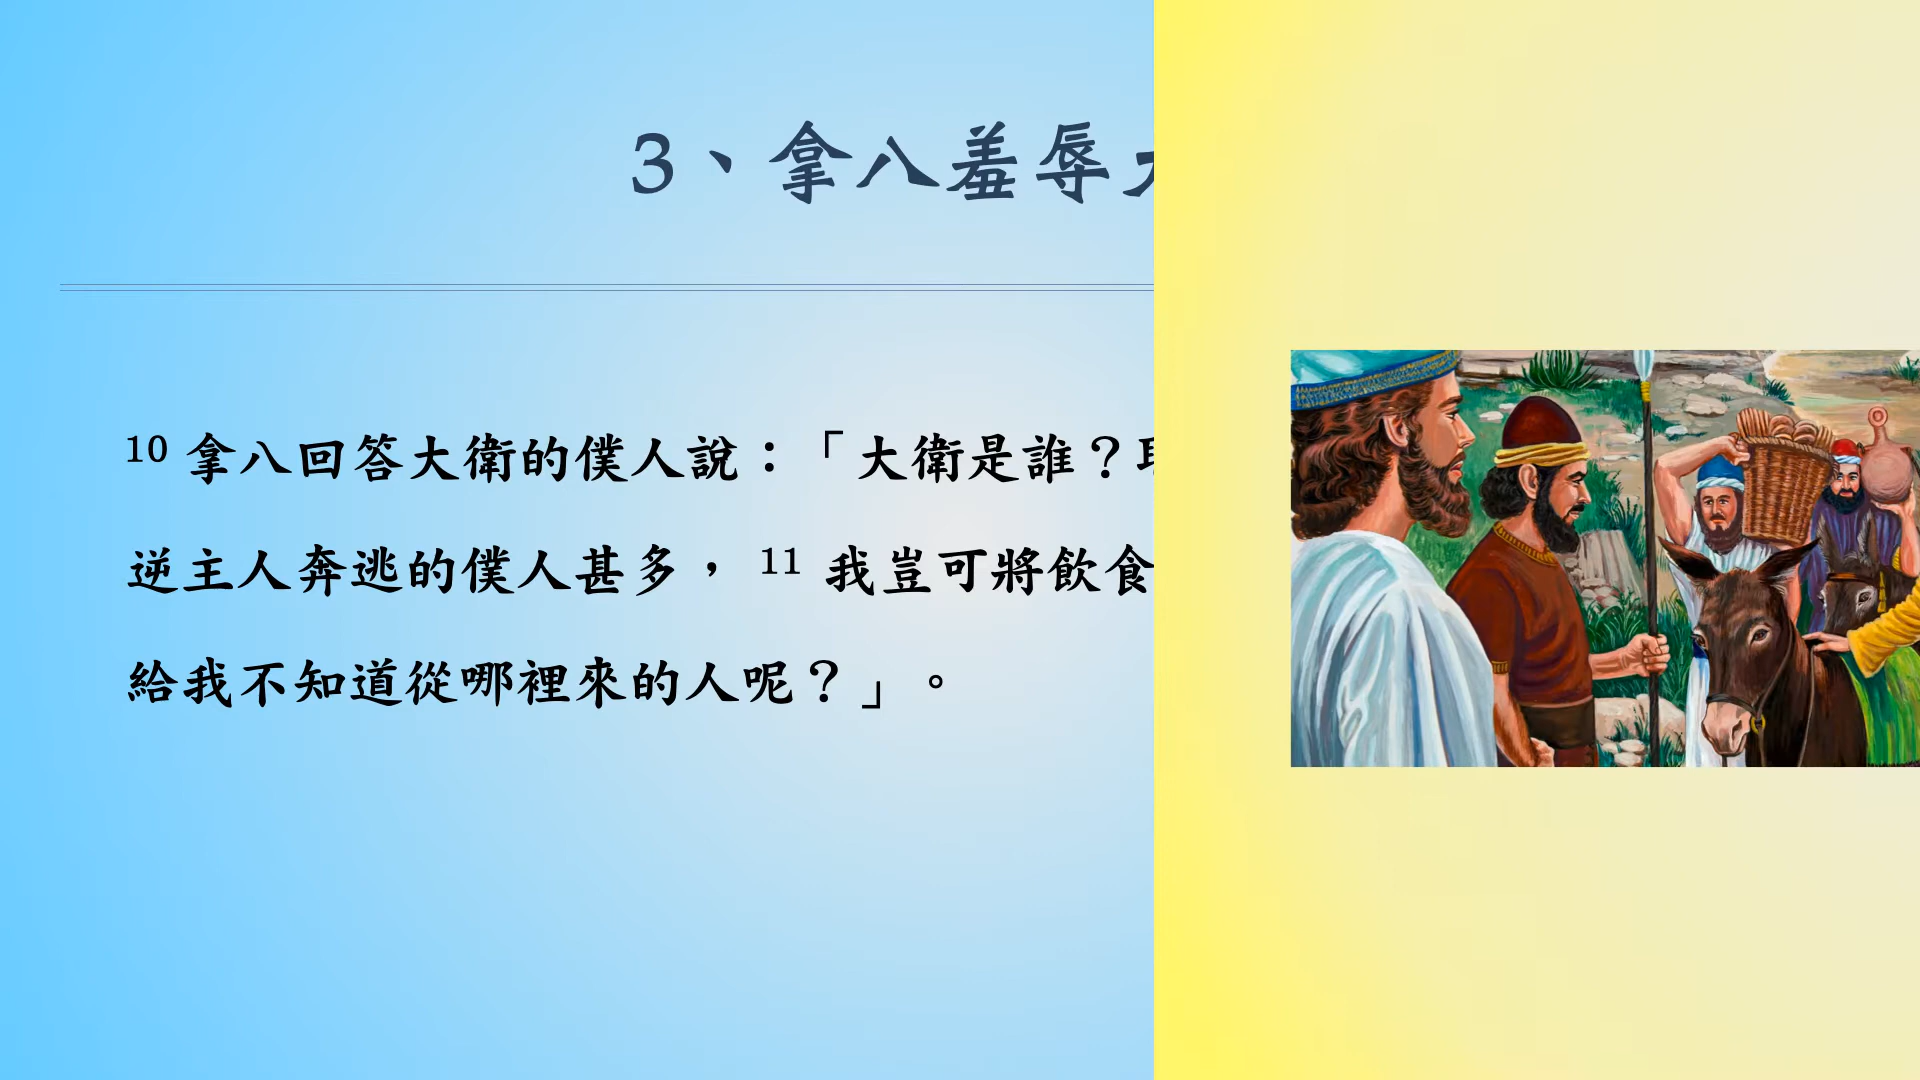 3、拿八羞辱
10 拿八回答大衛的僕人說：「大衛是誰？
逆主人奔逃的僕人甚多， 11 我豈可將飲食
給我不知道從哪裡來的人呢？」。